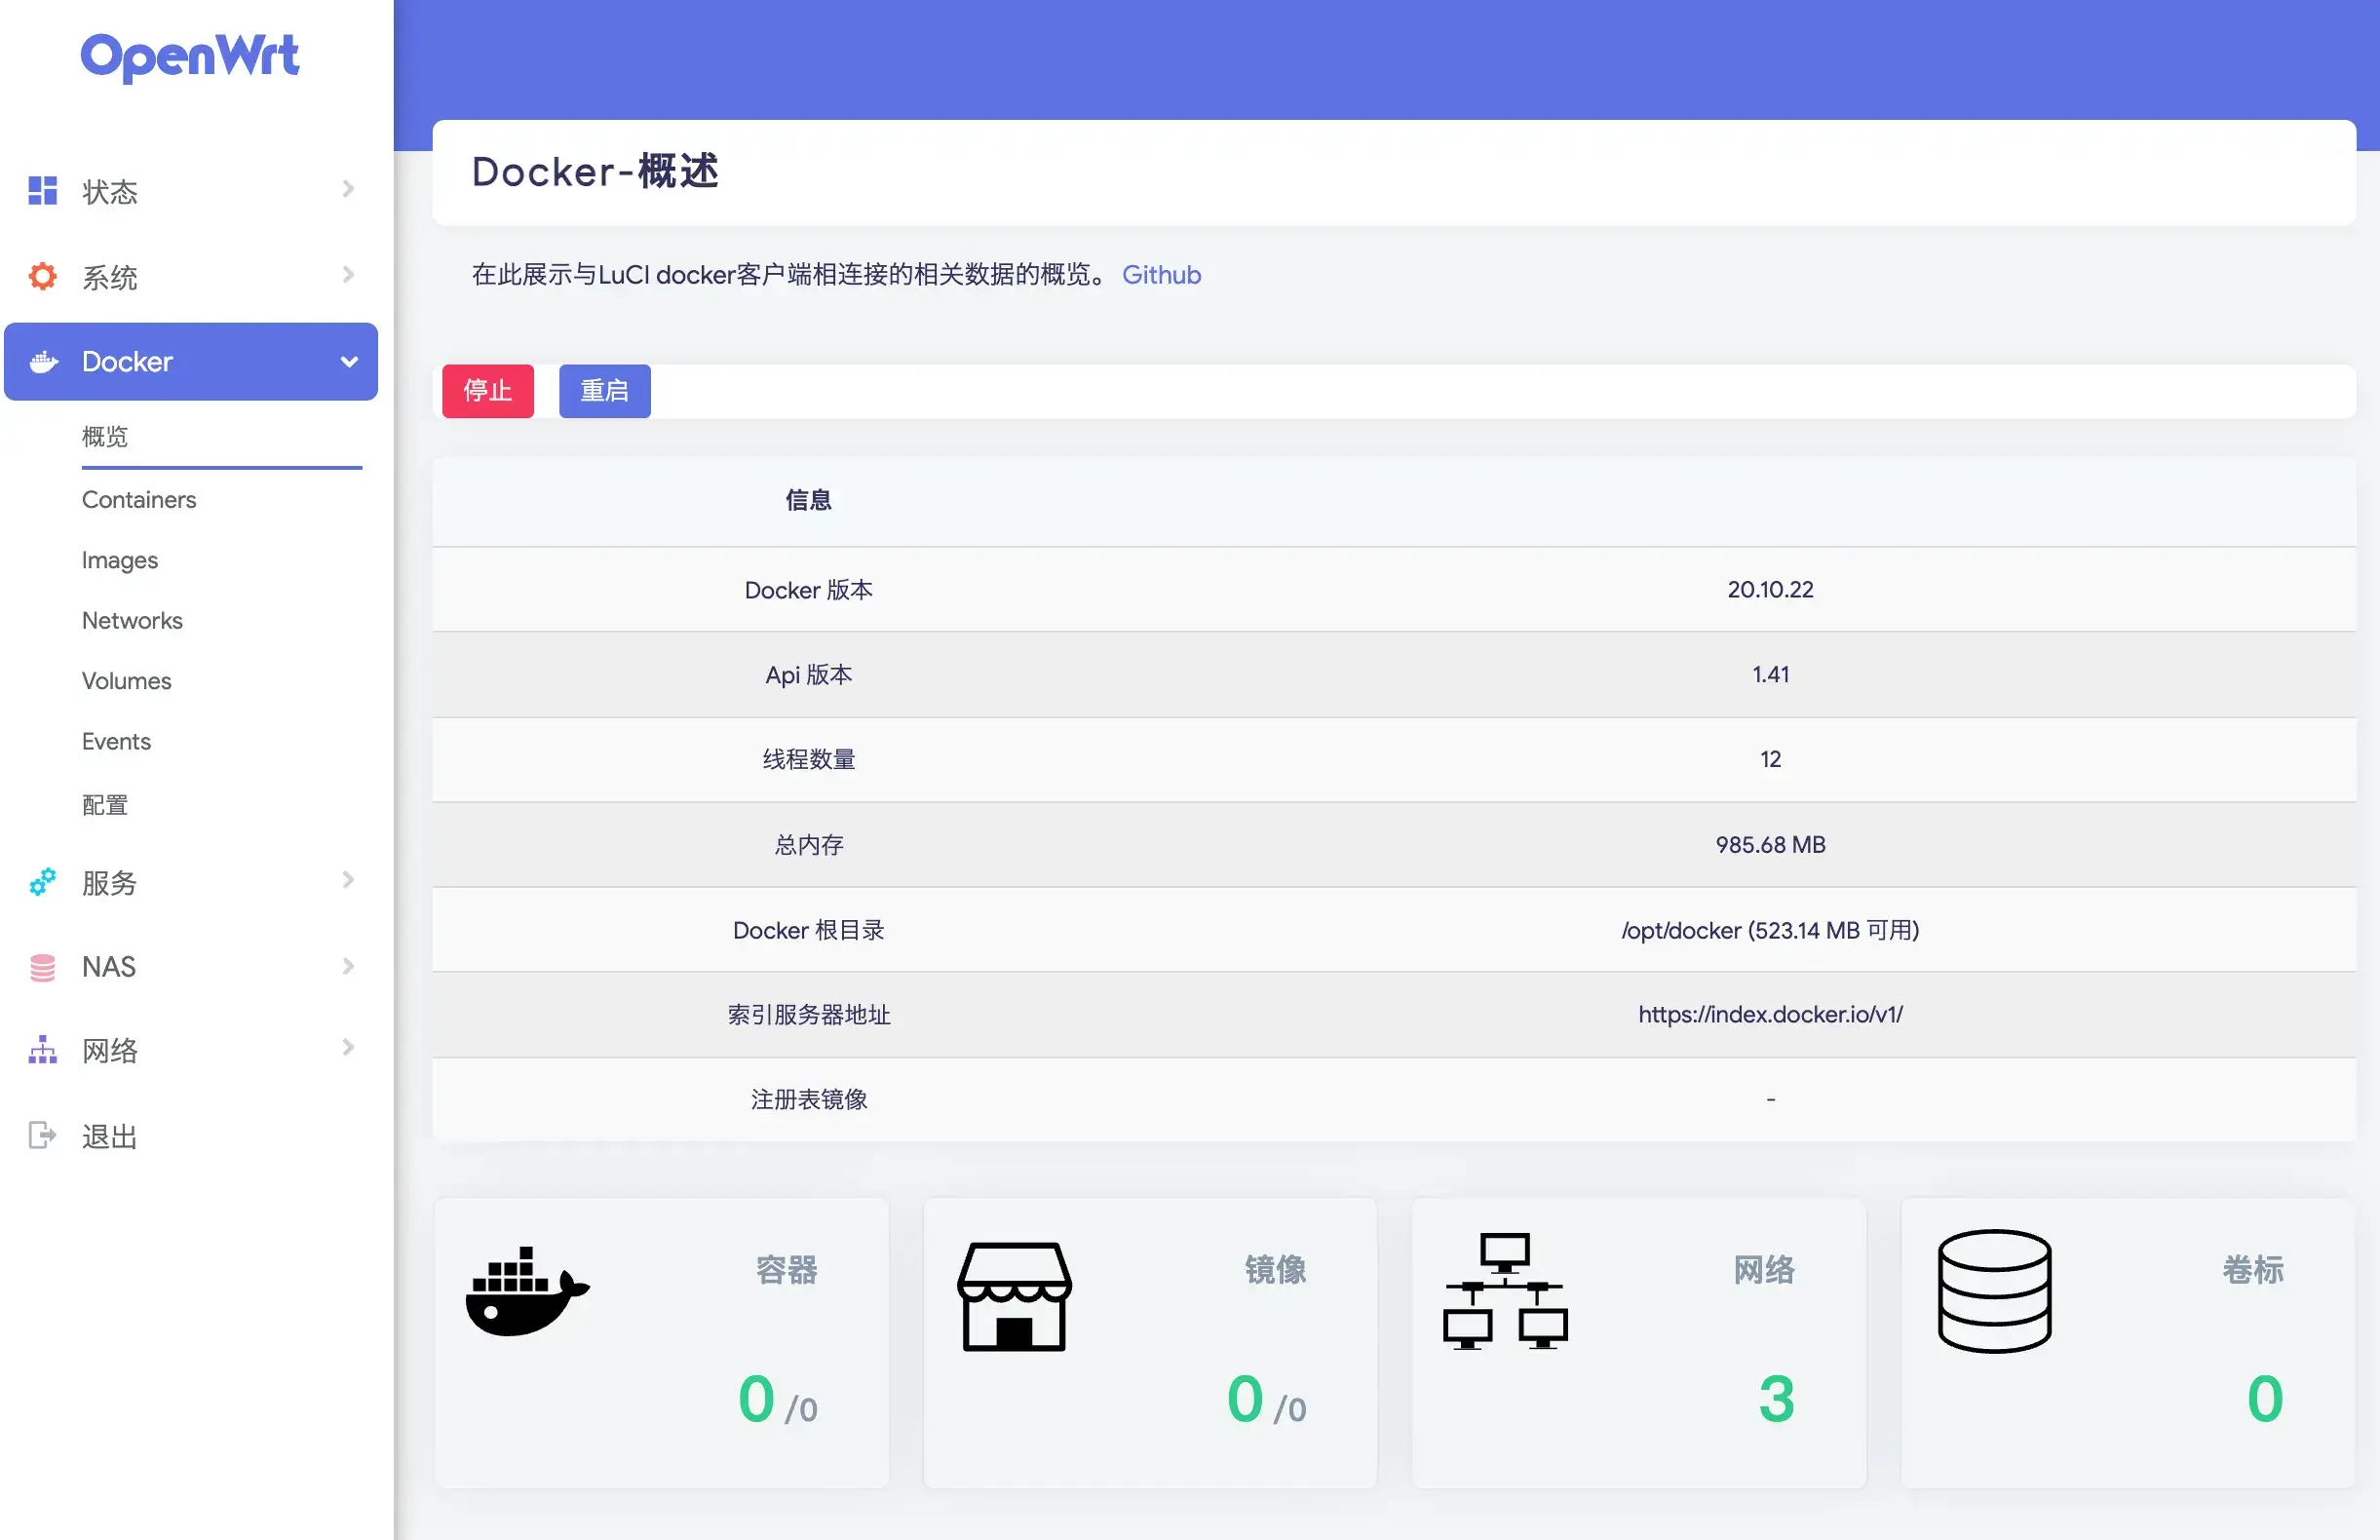 OpenWrt
状态
系统
Docker
概览
Containers
Images
Networks
Volumes
Events
配置
服务
NAS
网络
退出
Docker-概述
在此展示与LuCI docker客户端相连接的相关数据的概览。 Github
停止 重启
信息
Docker 版本 20.10.22
Api 版本 1.41
线程数量 12
总内存 985.68 MB
Docker 根目录 /opt/docker (523.14 MB 可用)
索引服务器地址 https://index.docker.io/v1/
注册表镜像 -
容器
0 /0
镜像
0 /0
网络
3
卷标
0